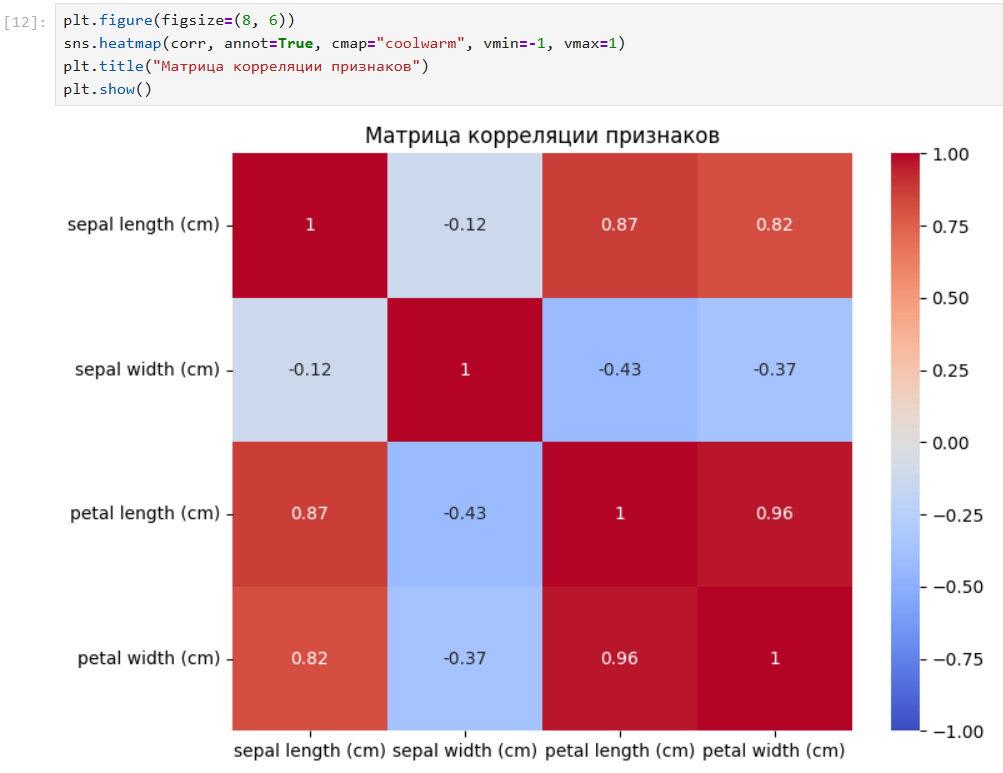 [12]:
plt.figure(figsize=(8, 6))
sns.heatmap(corr, annot=True, cmap="coolwarm", vmin=-1, vmax=1)
plt.title("Матрица корреляции признаков")
plt.show()
Матрица корреляции признаков
sepal length (cm) 1 -0.12 0.87 0.82
sepal width (cm) -0.12 1 -0.43 -0.37
petal length (cm) 0.87 -0.43 1 0.96
petal width (cm) 0.82 -0.37 0.96 1
sepal length (cm) sepal width (cm) petal length (cm) petal width (cm)
1.00
0.75
0.50
0.25
0.00
−0.25
−0.50
−0.75
−1.00